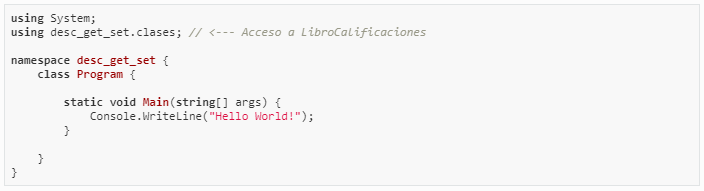 using System;
using desc_get_set.clases; // <--- Acceso a LibroCalificaciones
namespace desc_get_set {
class Program {
static void Main(string[] args) {
Console.WriteLine("Hello World!");
}
}
}